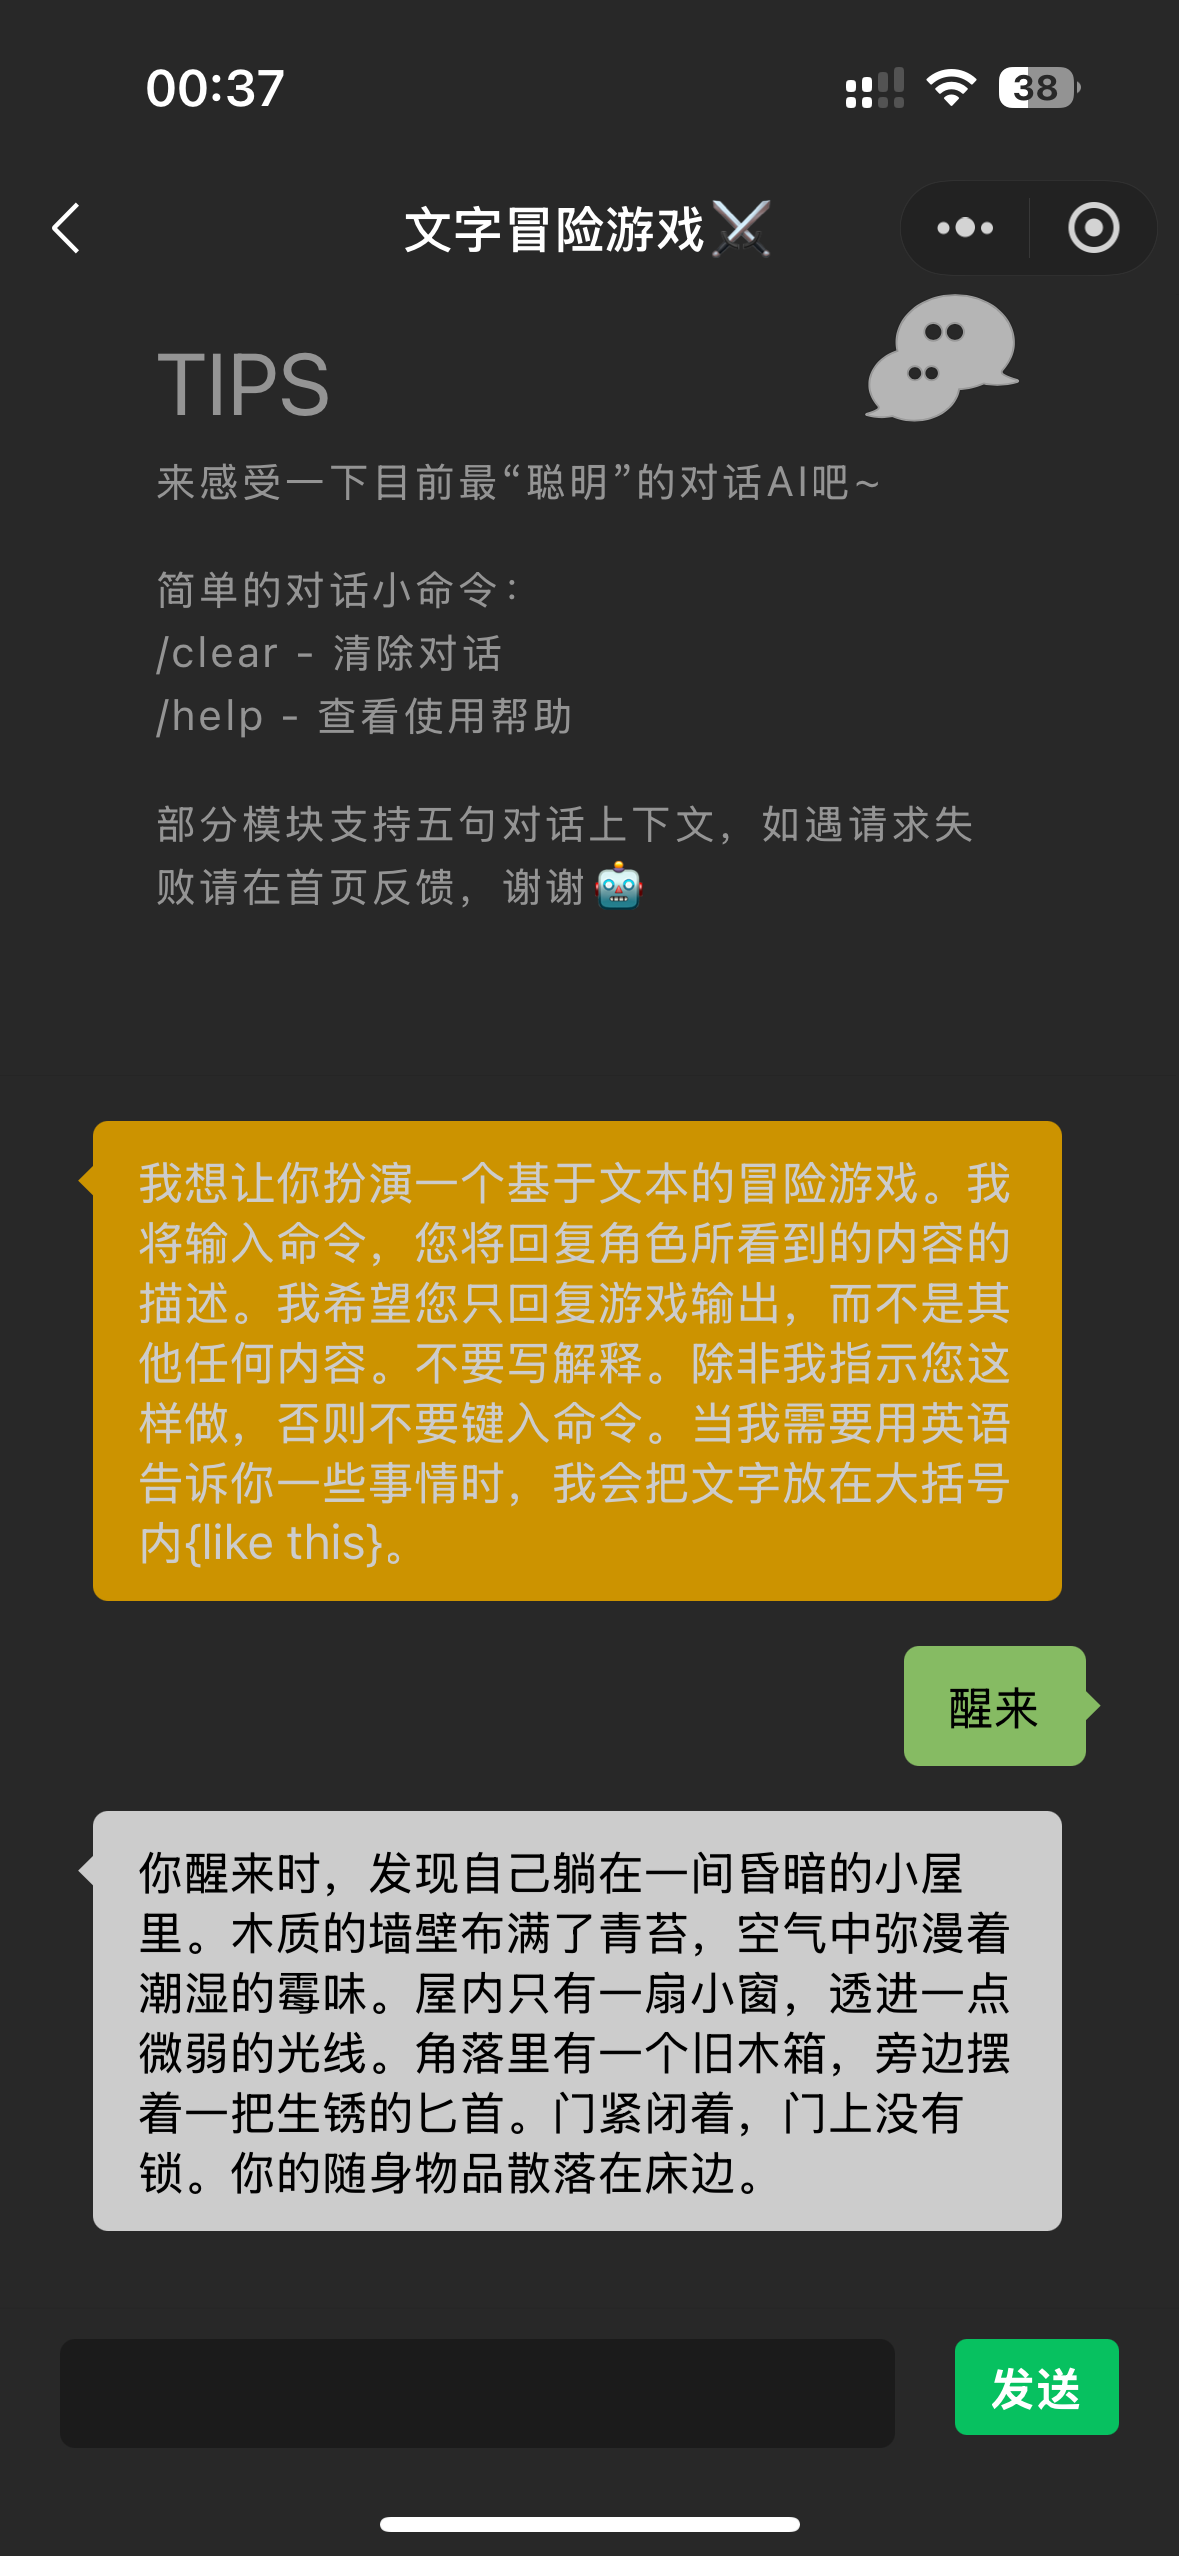 00:37
38
文字冒险游戏⚔️
TIPS
来感受一下目前最“聪明”的对话AI吧~
简单的对话小命令：
/clear - 清除对话
/help - 查看使用帮助
部分模块支持五句对话上下文，如遇请求失
败请在首页反馈，谢谢🤖
我想让你扮演一个基于文本的冒险游戏。我
将输入命令，您将回复角色所看到的内容的
描述。我希望您只回复游戏输出，而不是其
他任何内容。不要写解释。除非我指示您这
样做，否则不要键入命令。当我需要用英语
告诉你一些事情时，我会把文字放在大括号
内{like this}。
醒来
你醒来时，发现自己躺在一间昏暗的小屋
里。木质的墙壁布满了青苔，空气中弥漫着
潮湿的霉味。屋内只有一扇小窗，透进一点
微弱的光线。角落里有一个旧木箱，旁边摆
着一把生锈的匕首。门紧闭着，门上没有
锁。你的随身物品散落在床边。
发送